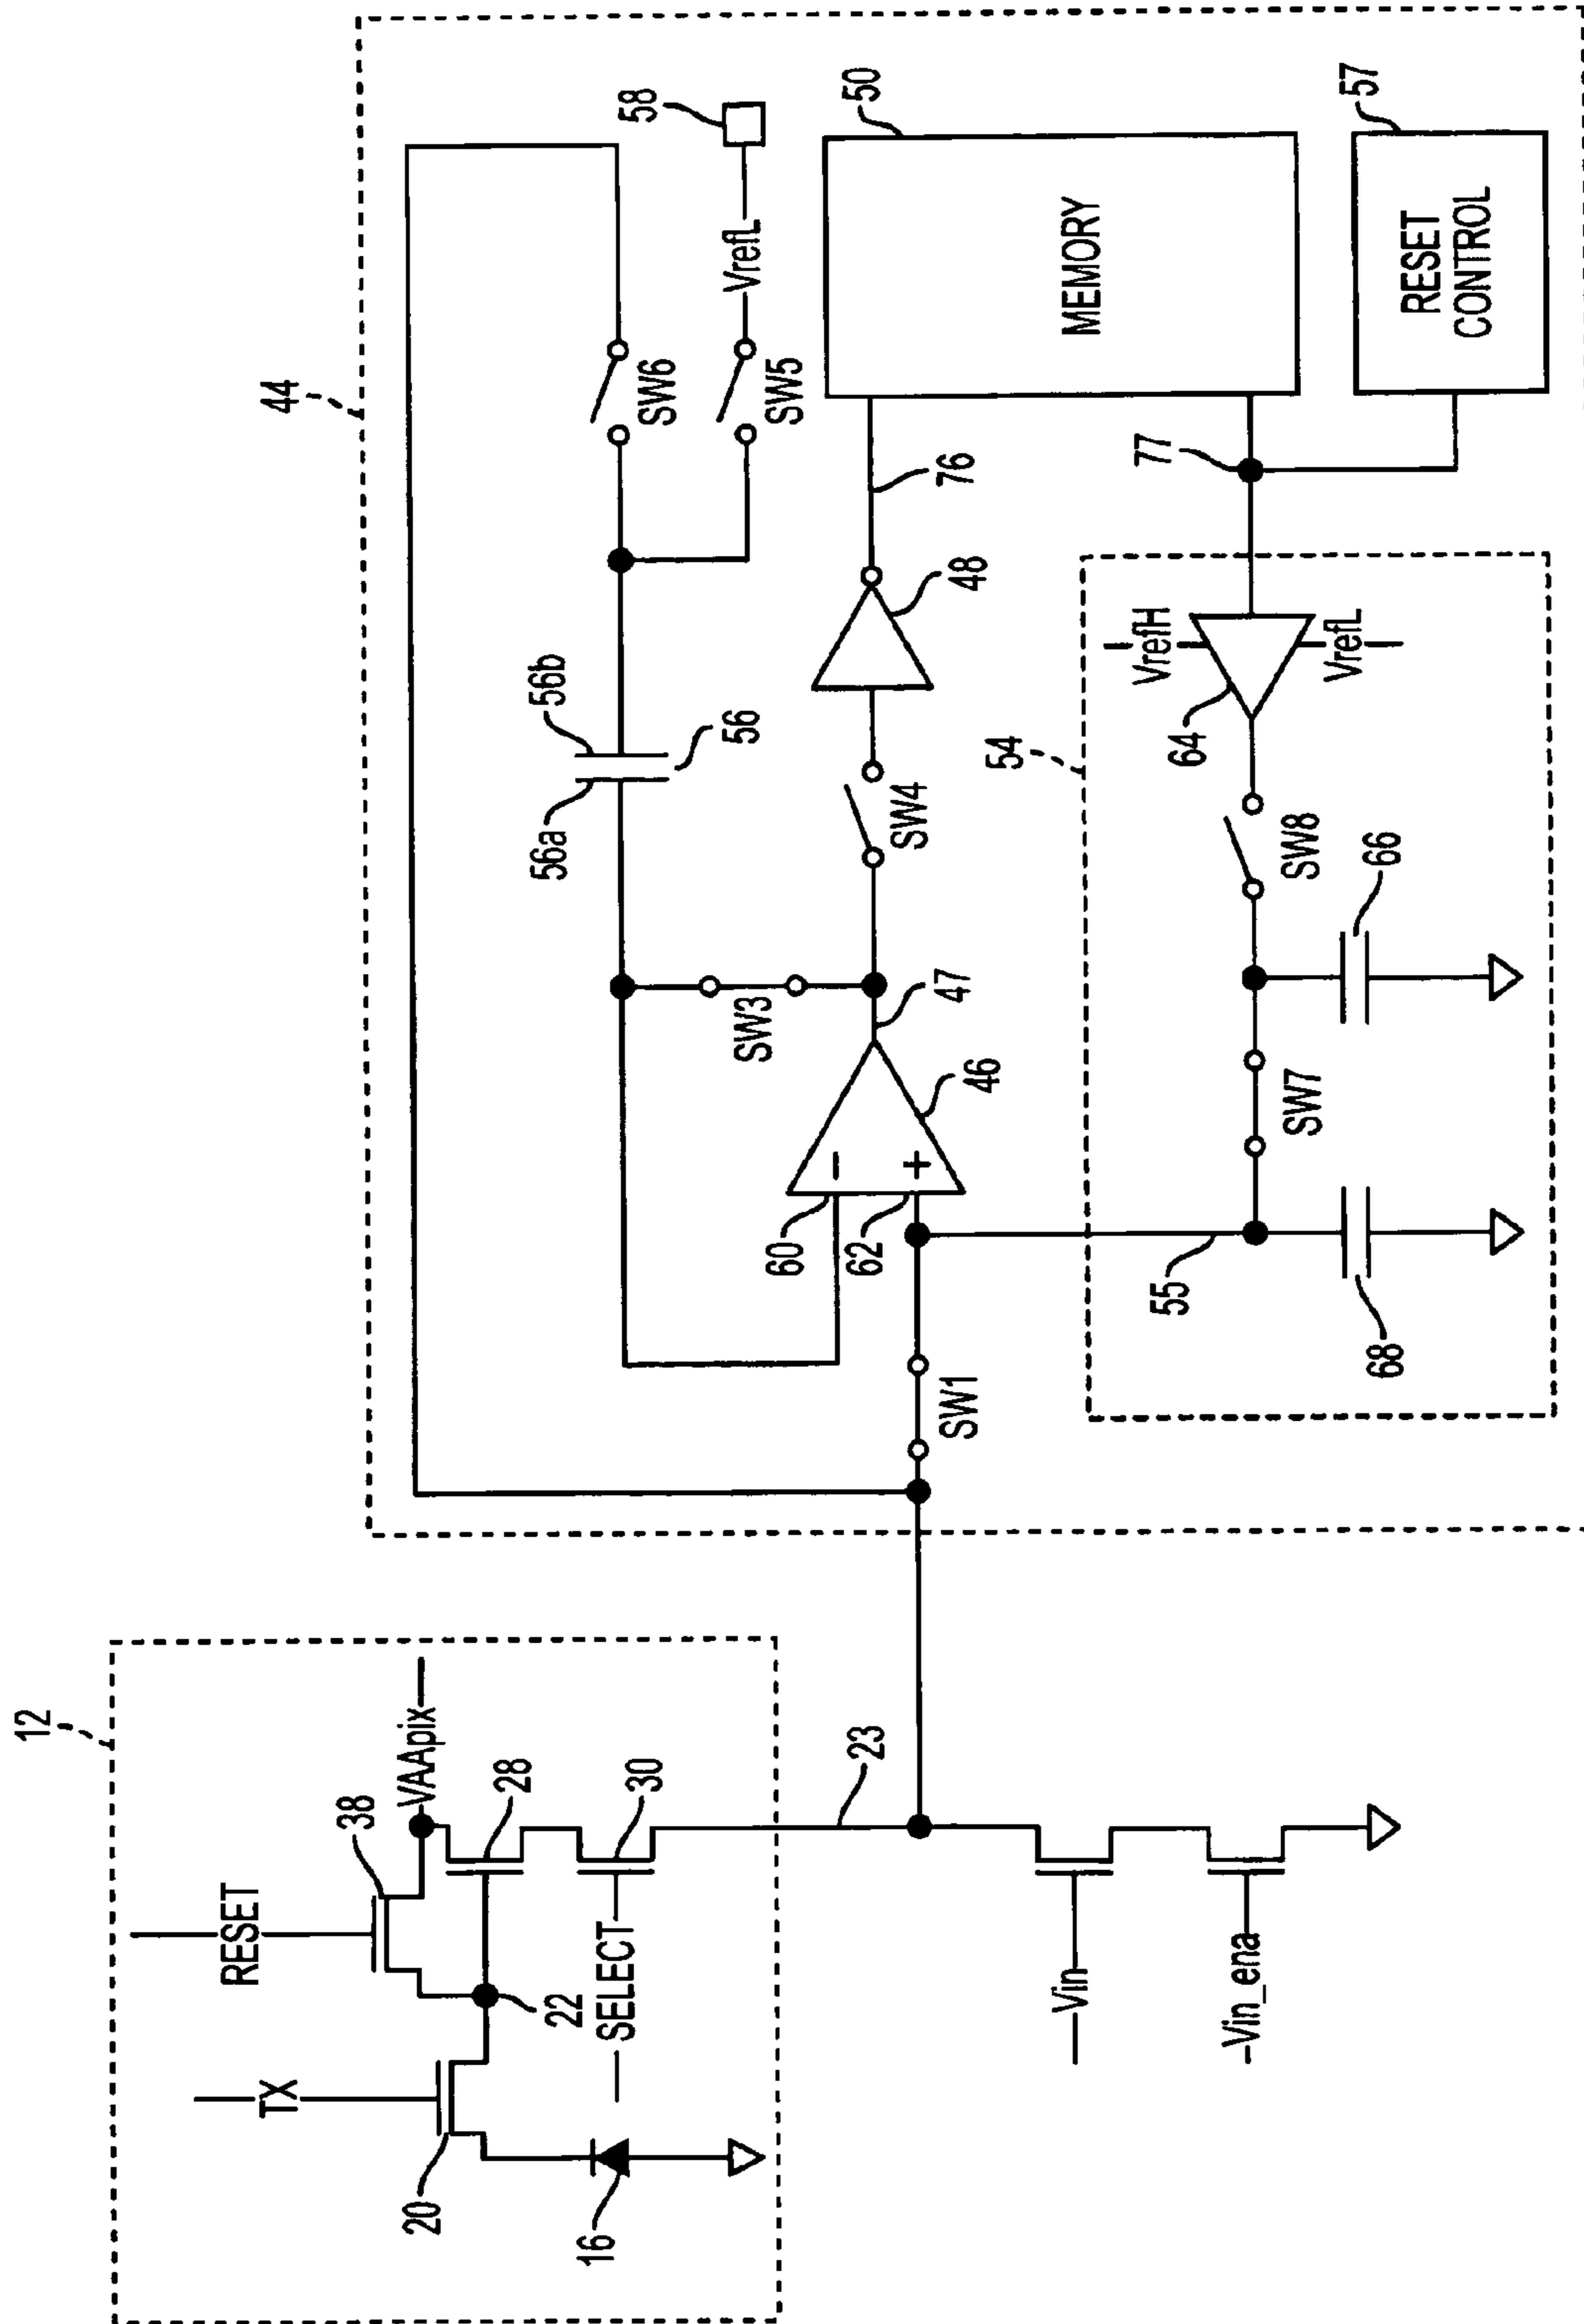 12
RESET
38
VAApix
TX
20
22
28
SELECT
30
16
23
Vin
Vin_ena
44
56a
56b
56
SW6
58
VrefL
SW5
SW3
60
62
−
+
46
47
SW4
48
76
50
MEMORY
SW1
77
57
RESET
CONTROL
54
55
68
SW7
66
SW8
64
VrefH
VrefL